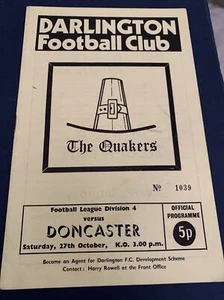 DARLINGTON
Football Club
The Quakers
No 1039
Football League Division 4
versus
DONCASTER
Saturday, 27th October, K.O. 3.00 p.m.
OFFICIAL
PROGRAMME
5p
Become an Agent for Darlington F.C. Development Scheme
Contact: Harry Rowell at the Front Office